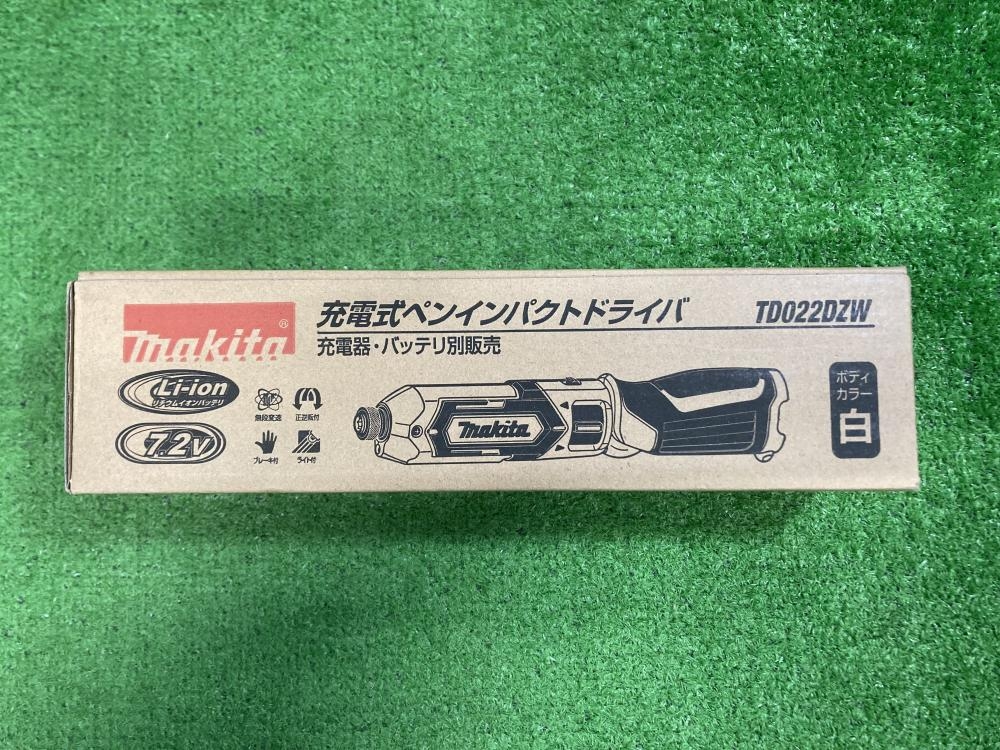 makita®
充電式ペンインパクトドライバ
TD022DZW
充電器・バッテリ別販売
Li-ion
リチウムイオンバッテリ
7.2V
無段変速
正逆転付
ブレーキ付
ライト付
makita
ボディ
カラー
白